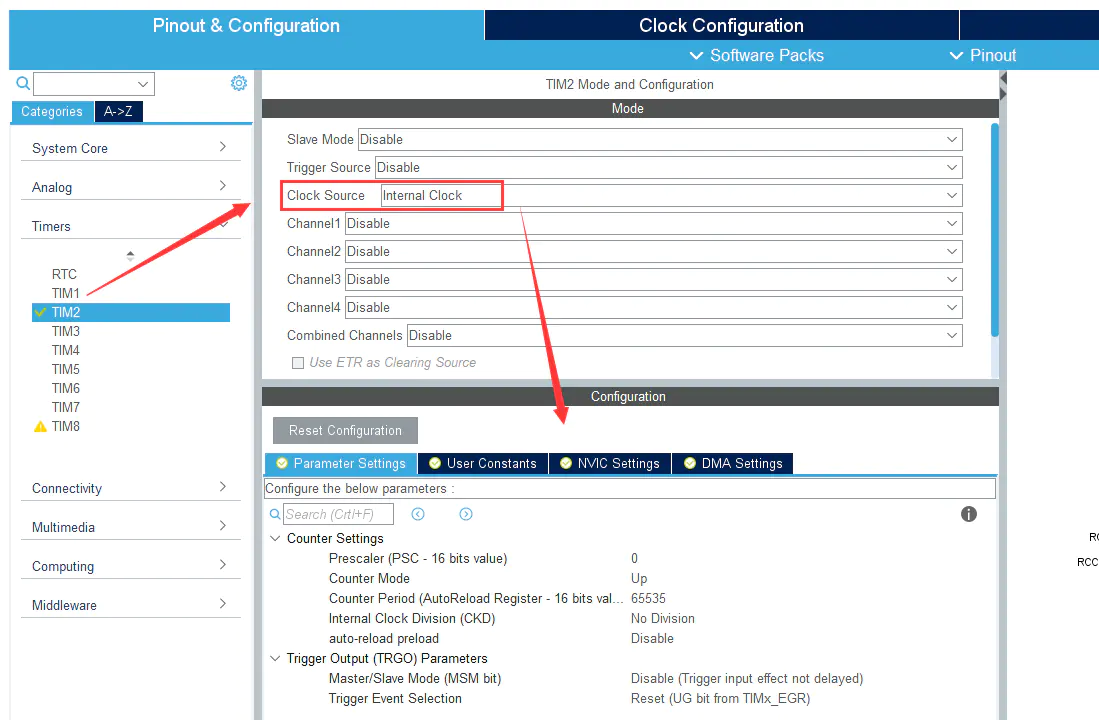 Pinout & Configuration
Clock Configuration
Software Packs
Pinout
Categories
A->Z
System Core
Analog
Timers
RTC
TIM1
TIM2
TIM3
TIM4
TIM5
TIM6
TIM7
TIM8
Connectivity
Multimedia
Computing
Middleware
TIM2 Mode and Configuration
Mode
Slave Mode Disable
Trigger Source Disable
Clock Source Internal Clock
Channel1 Disable
Channel2 Disable
Channel3 Disable
Channel4 Disable
Combined Channels Disable
Use ETR as Clearing Source
Configuration
Reset Configuration
Parameter Settings
User Constants
NVIC Settings
DMA Settings
Configure the below parameters :
Search (Crtl+F)
Counter Settings
Prescaler (PSC - 16 bits value) 0
Counter Mode Up
Counter Period (AutoReload Register - 16 bits val... 65535
Internal Clock Division (CKD) No Division
auto-reload preload Disable
Trigger Output (TRGO) Parameters
Master/Slave Mode (MSM bit) Disable (Trigger input effect not delayed)
Trigger Event Selection Reset (UG bit from TIMx_EGR)
RCC